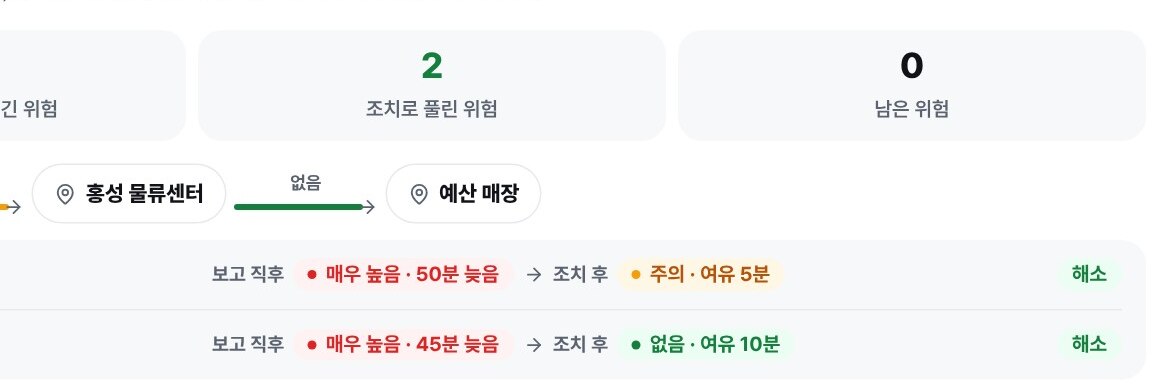 2
0
긴 위험
조치로 풀린 위험
남은 위험
없음
홍성 물류센터
예산 매장
보고 직후 매우 높음 · 50분 늦음 → 조치 후 주의 · 여유 5분 해소
보고 직후 매우 높음 · 45분 늦음 → 조치 후 없음 · 여유 10분 해소